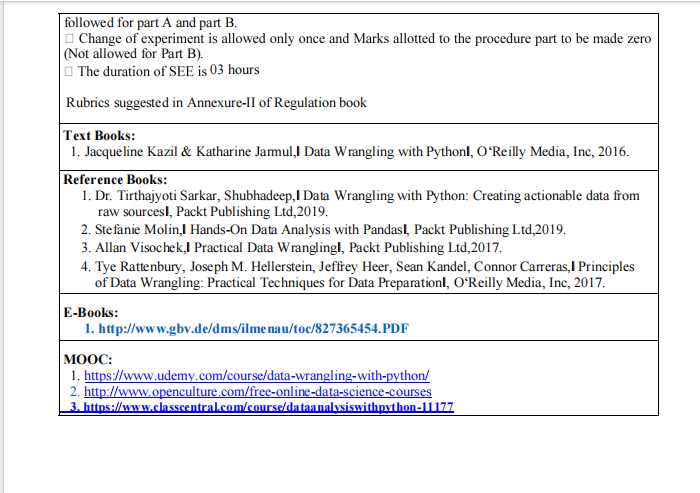 followed for part A and part B.
□ Change of experiment is allowed only once and Marks allotted to the procedure part to be made zero
(Not allowed for Part B).
□ The duration of SEE is 03 hours
Rubrics suggested in Annexure-II of Regulation book
Text Books:
1. Jacqueline Kazil & Katharine Jarmul,‖ Data Wrangling with Python‖, O‘Reilly Media, Inc, 2016.
Reference Books:
1. Dr. Tirthajyoti Sarkar, Shubhadeep,‖ Data Wrangling with Python: Creating actionable data from
raw sources‖, Packt Publishing Ltd,2019.
2. Stefanie Molin,‖ Hands-On Data Analysis with Pandas‖, Packt Publishing Ltd,2019.
3. Allan Visochek,‖ Practical Data Wrangling‖, Packt Publishing Ltd,2017.
4. Tye Rattenbury, Joseph M. Hellerstein, Jeffrey Heer, Sean Kandel, Connor Carreras,‖ Principles
of Data Wrangling: Practical Techniques for Data Preparation‖, O‘Reilly Media, Inc, 2017.
E-Books:
1. http://www.gbv.de/dms/ilmenau/toc/827365454.PDF
MOOC:
1. https://www.udemy.com/course/data-wrangling-with-python/
2. http://www.openculture.com/free-online-data-science-courses
3. https://www.classcentral.com/course/dataanalysiswithpython-11177